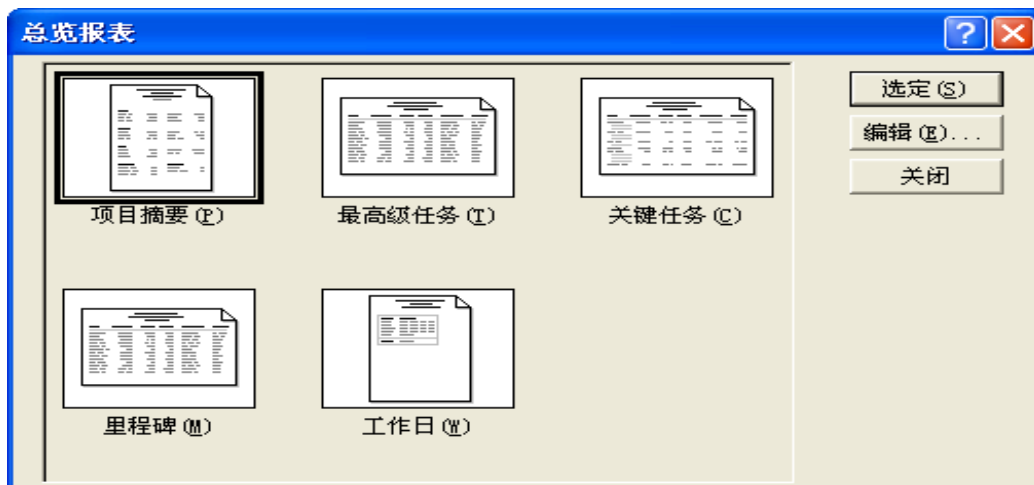 总览报表
选定(S)
编辑(E)...
关闭
项目摘要(P)
最高级任务(T)
关键任务(C)
里程碑(M)
工作日(W)